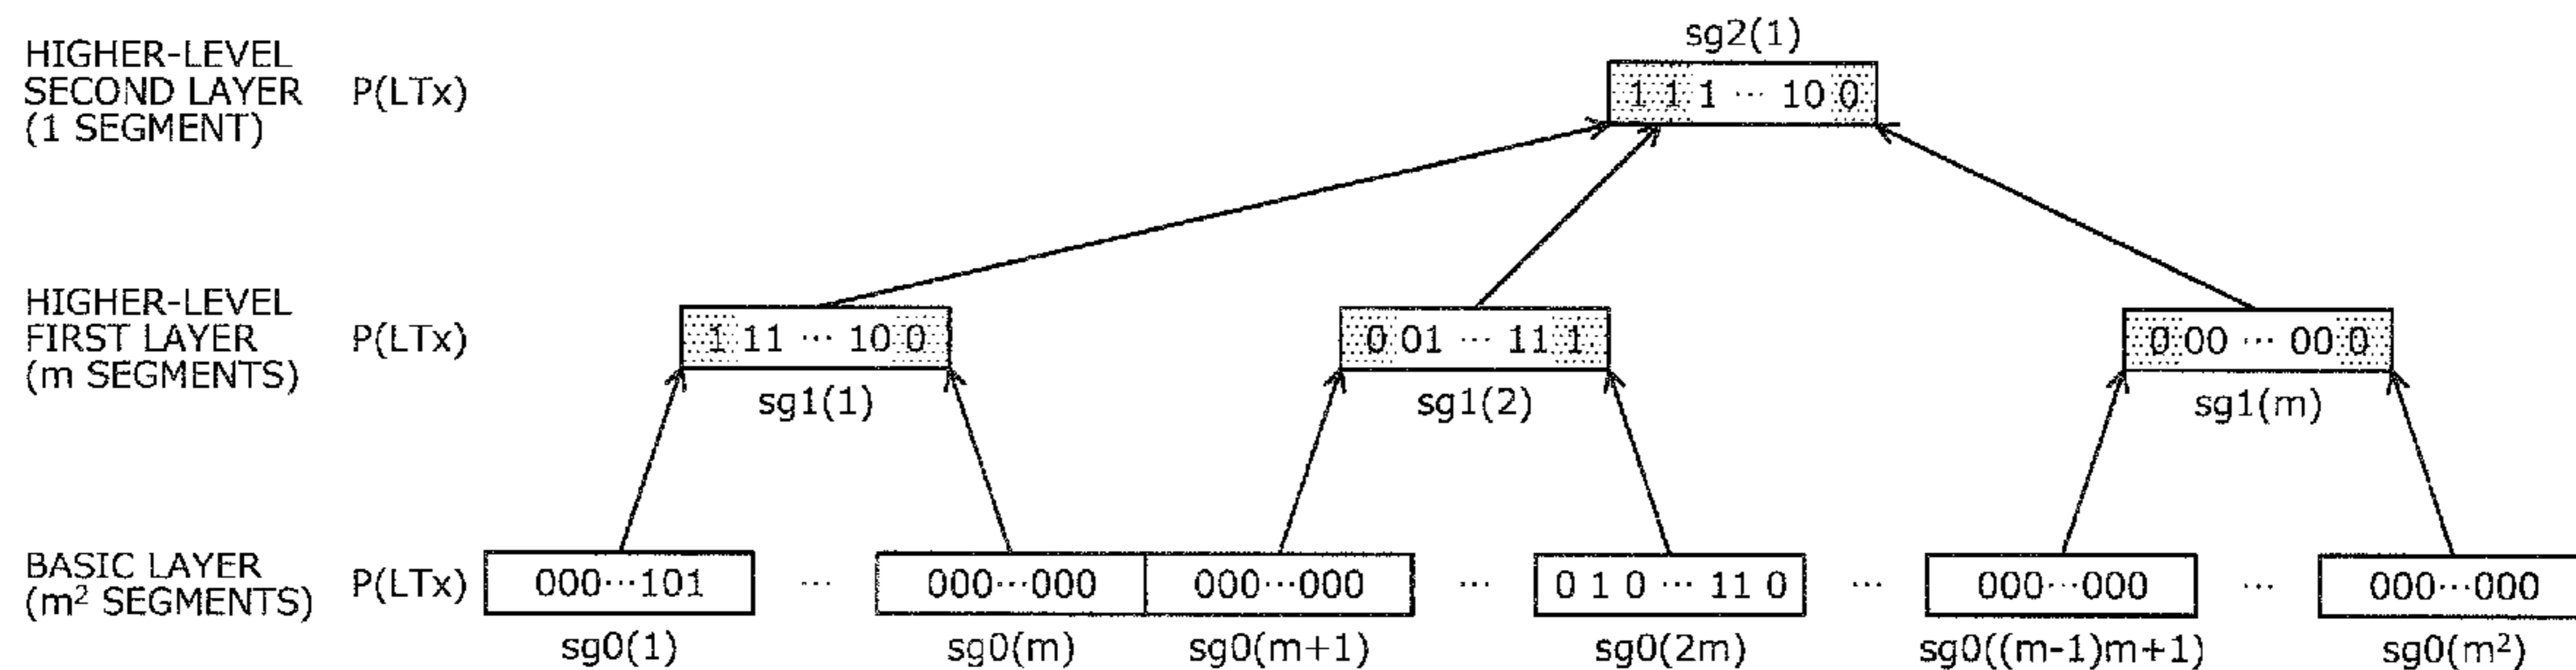 sg2(1)
HIGHER-LEVEL
SECOND LAYER
(1 SEGMENT)
P(LTx)
1 1 1 ··· 10 0
HIGHER-LEVEL
FIRST LAYER
(m SEGMENTS)
P(LTx)
1 11 ··· 10 0
0 01 ··· 11 1
0 00 ··· 00 0
sg1(1)
sg1(2)
sg1(m)
BASIC LAYER
(m² SEGMENTS)
P(LTx)
000···101 ··· 000···000 000···000 ··· 0 1 0 ··· 11 0 ··· 000···000 ··· 000···000
sg0(1) sg0(m) sg0(m+1) sg0(2m) sg0((m-1)m+1) sg0(m²)